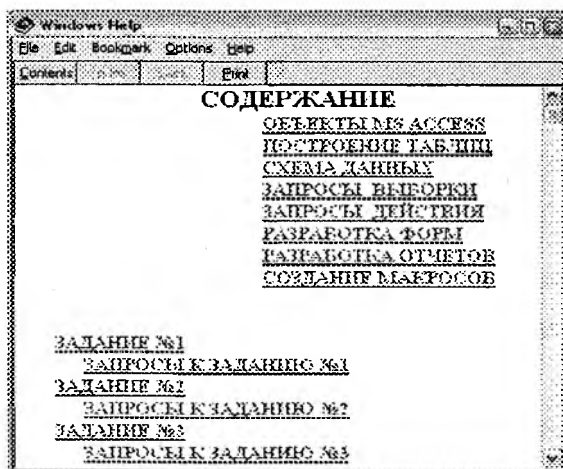 Windows Help
File Edit Bookmark Options Help
Contents Print
СОДЕРЖАНИЕ
ОБЪЕКТЫ MS ACCESS
ПОСТРОЕНИЕ ТАБЛИЦ
СХЕМА ДАННЫХ
ЗАПРОСЫ ВЫБОРКИ
ЗАПРОСЫ ДЕЙСТВИЯ
РАЗРАБОТКА ФОРМ
РАЗРАБОТКА ОТЧЕТОВ
СОЗДАНИЕ МАКРОСОВ
ЗАДАНИЕ №1
ЗАПРОСЫ К ЗАДАНИЮ №1
ЗАДАНИЕ №2
ЗАПРОСЫ К ЗАДАНИЮ №2
ЗАДАНИЕ №3
ЗАПРОСЫ К ЗАДАНИЮ №3